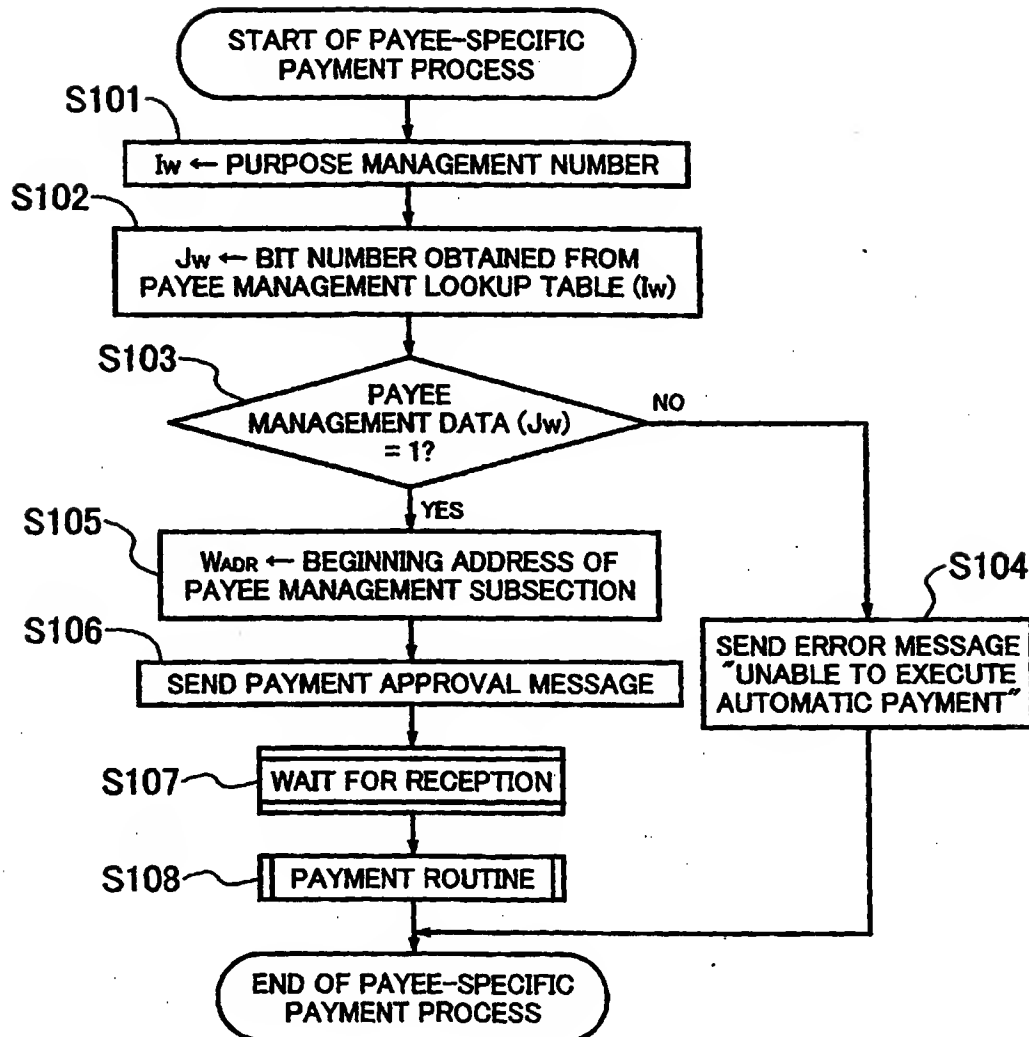 START OF PAYEE-SPECIFIC
PAYMENT PROCESS
S101
IW ← PURPOSE MANAGEMENT NUMBER
S102
JW ← BIT NUMBER OBTAINED FROM
PAYEE MANAGEMENT LOOKUP TABLE (IW)
S103
PAYEE
MANAGEMENT DATA (JW)
= 1?
NO
YES
S105
WADR ← BEGINNING ADDRESS OF
PAYEE MANAGEMENT SUBSECTION
S104
SEND ERROR MESSAGE
"UNABLE TO EXECUTE
AUTOMATIC PAYMENT"
S106
SEND PAYMENT APPROVAL MESSAGE
S107
WAIT FOR RECEPTION
S108
PAYMENT ROUTINE
END OF PAYEE-SPECIFIC
PAYMENT PROCESS